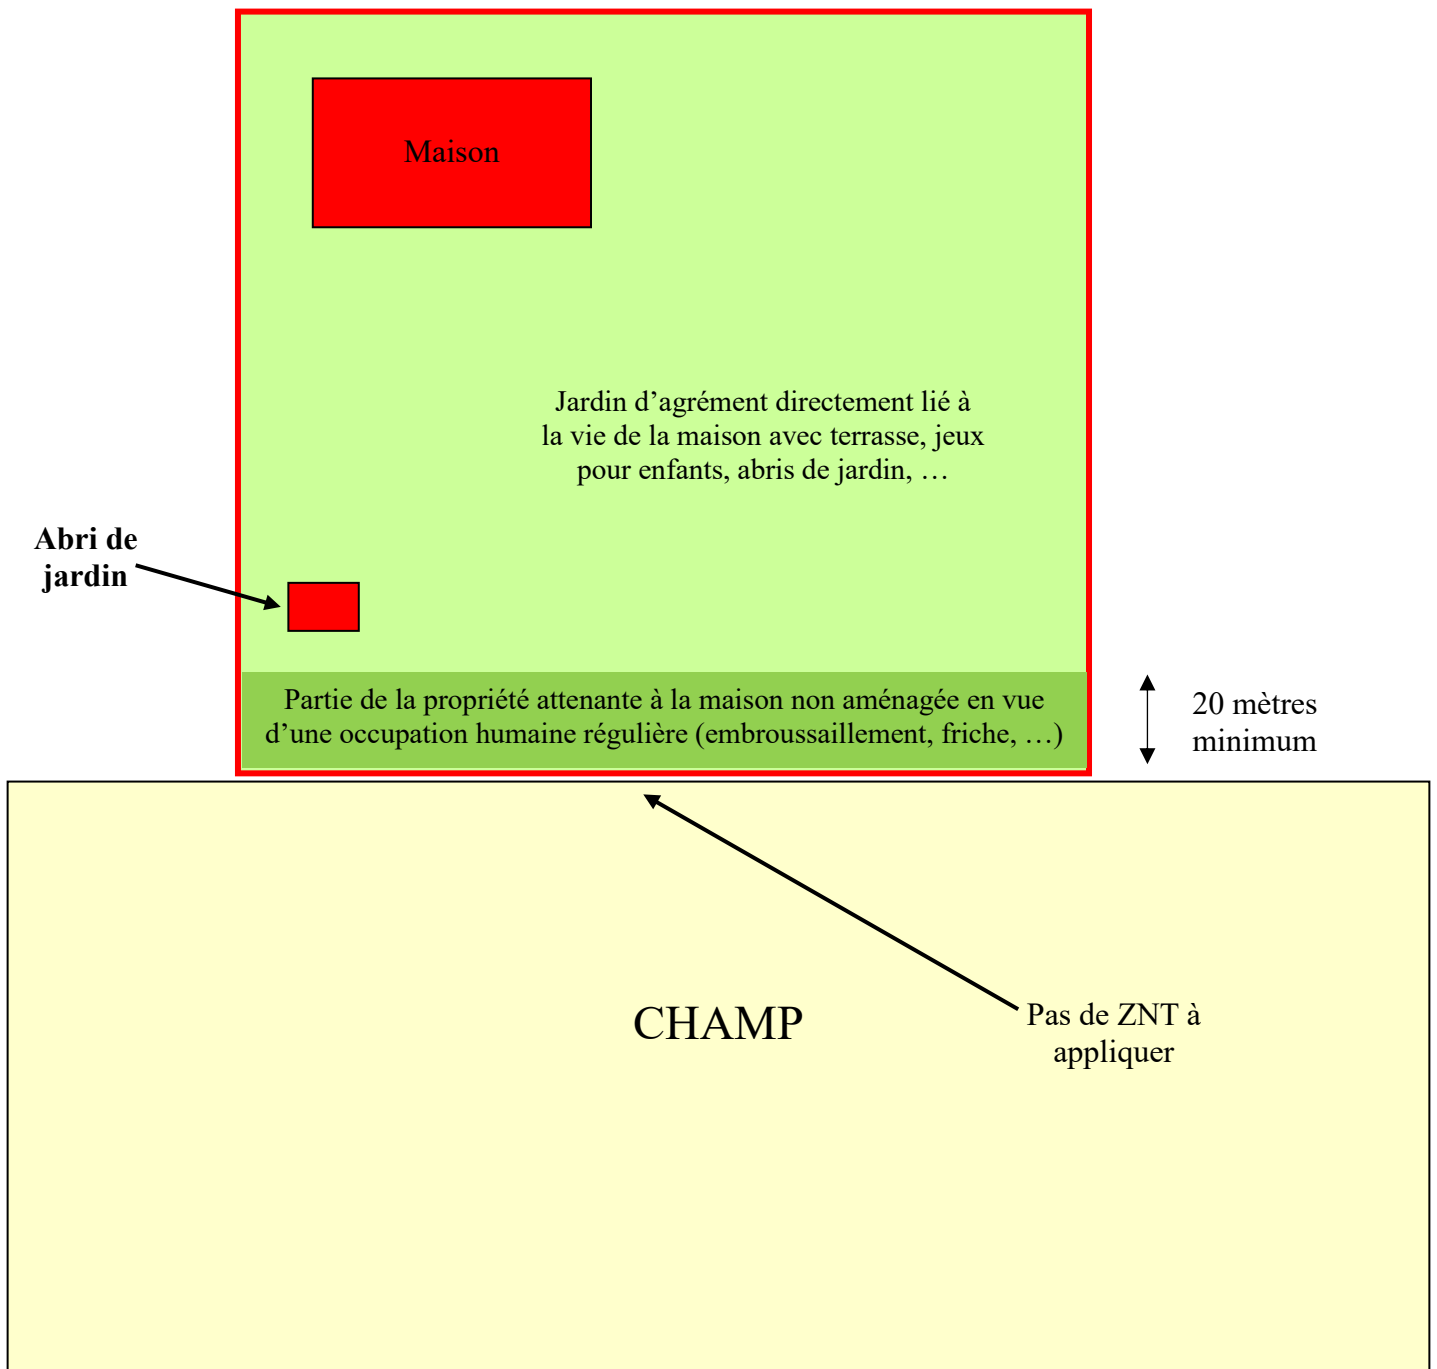 Maison
Jardin d’agrément directement lié à
la vie de la maison avec terrasse, jeux
pour enfants, abris de jardin, …
Abri de
jardin
Partie de la propriété attenante à la maison non aménagée en vue
d’une occupation humaine régulière (embroussaillement, friche, …)
20 mètres
minimum
CHAMP
Pas de ZNT à
appliquer